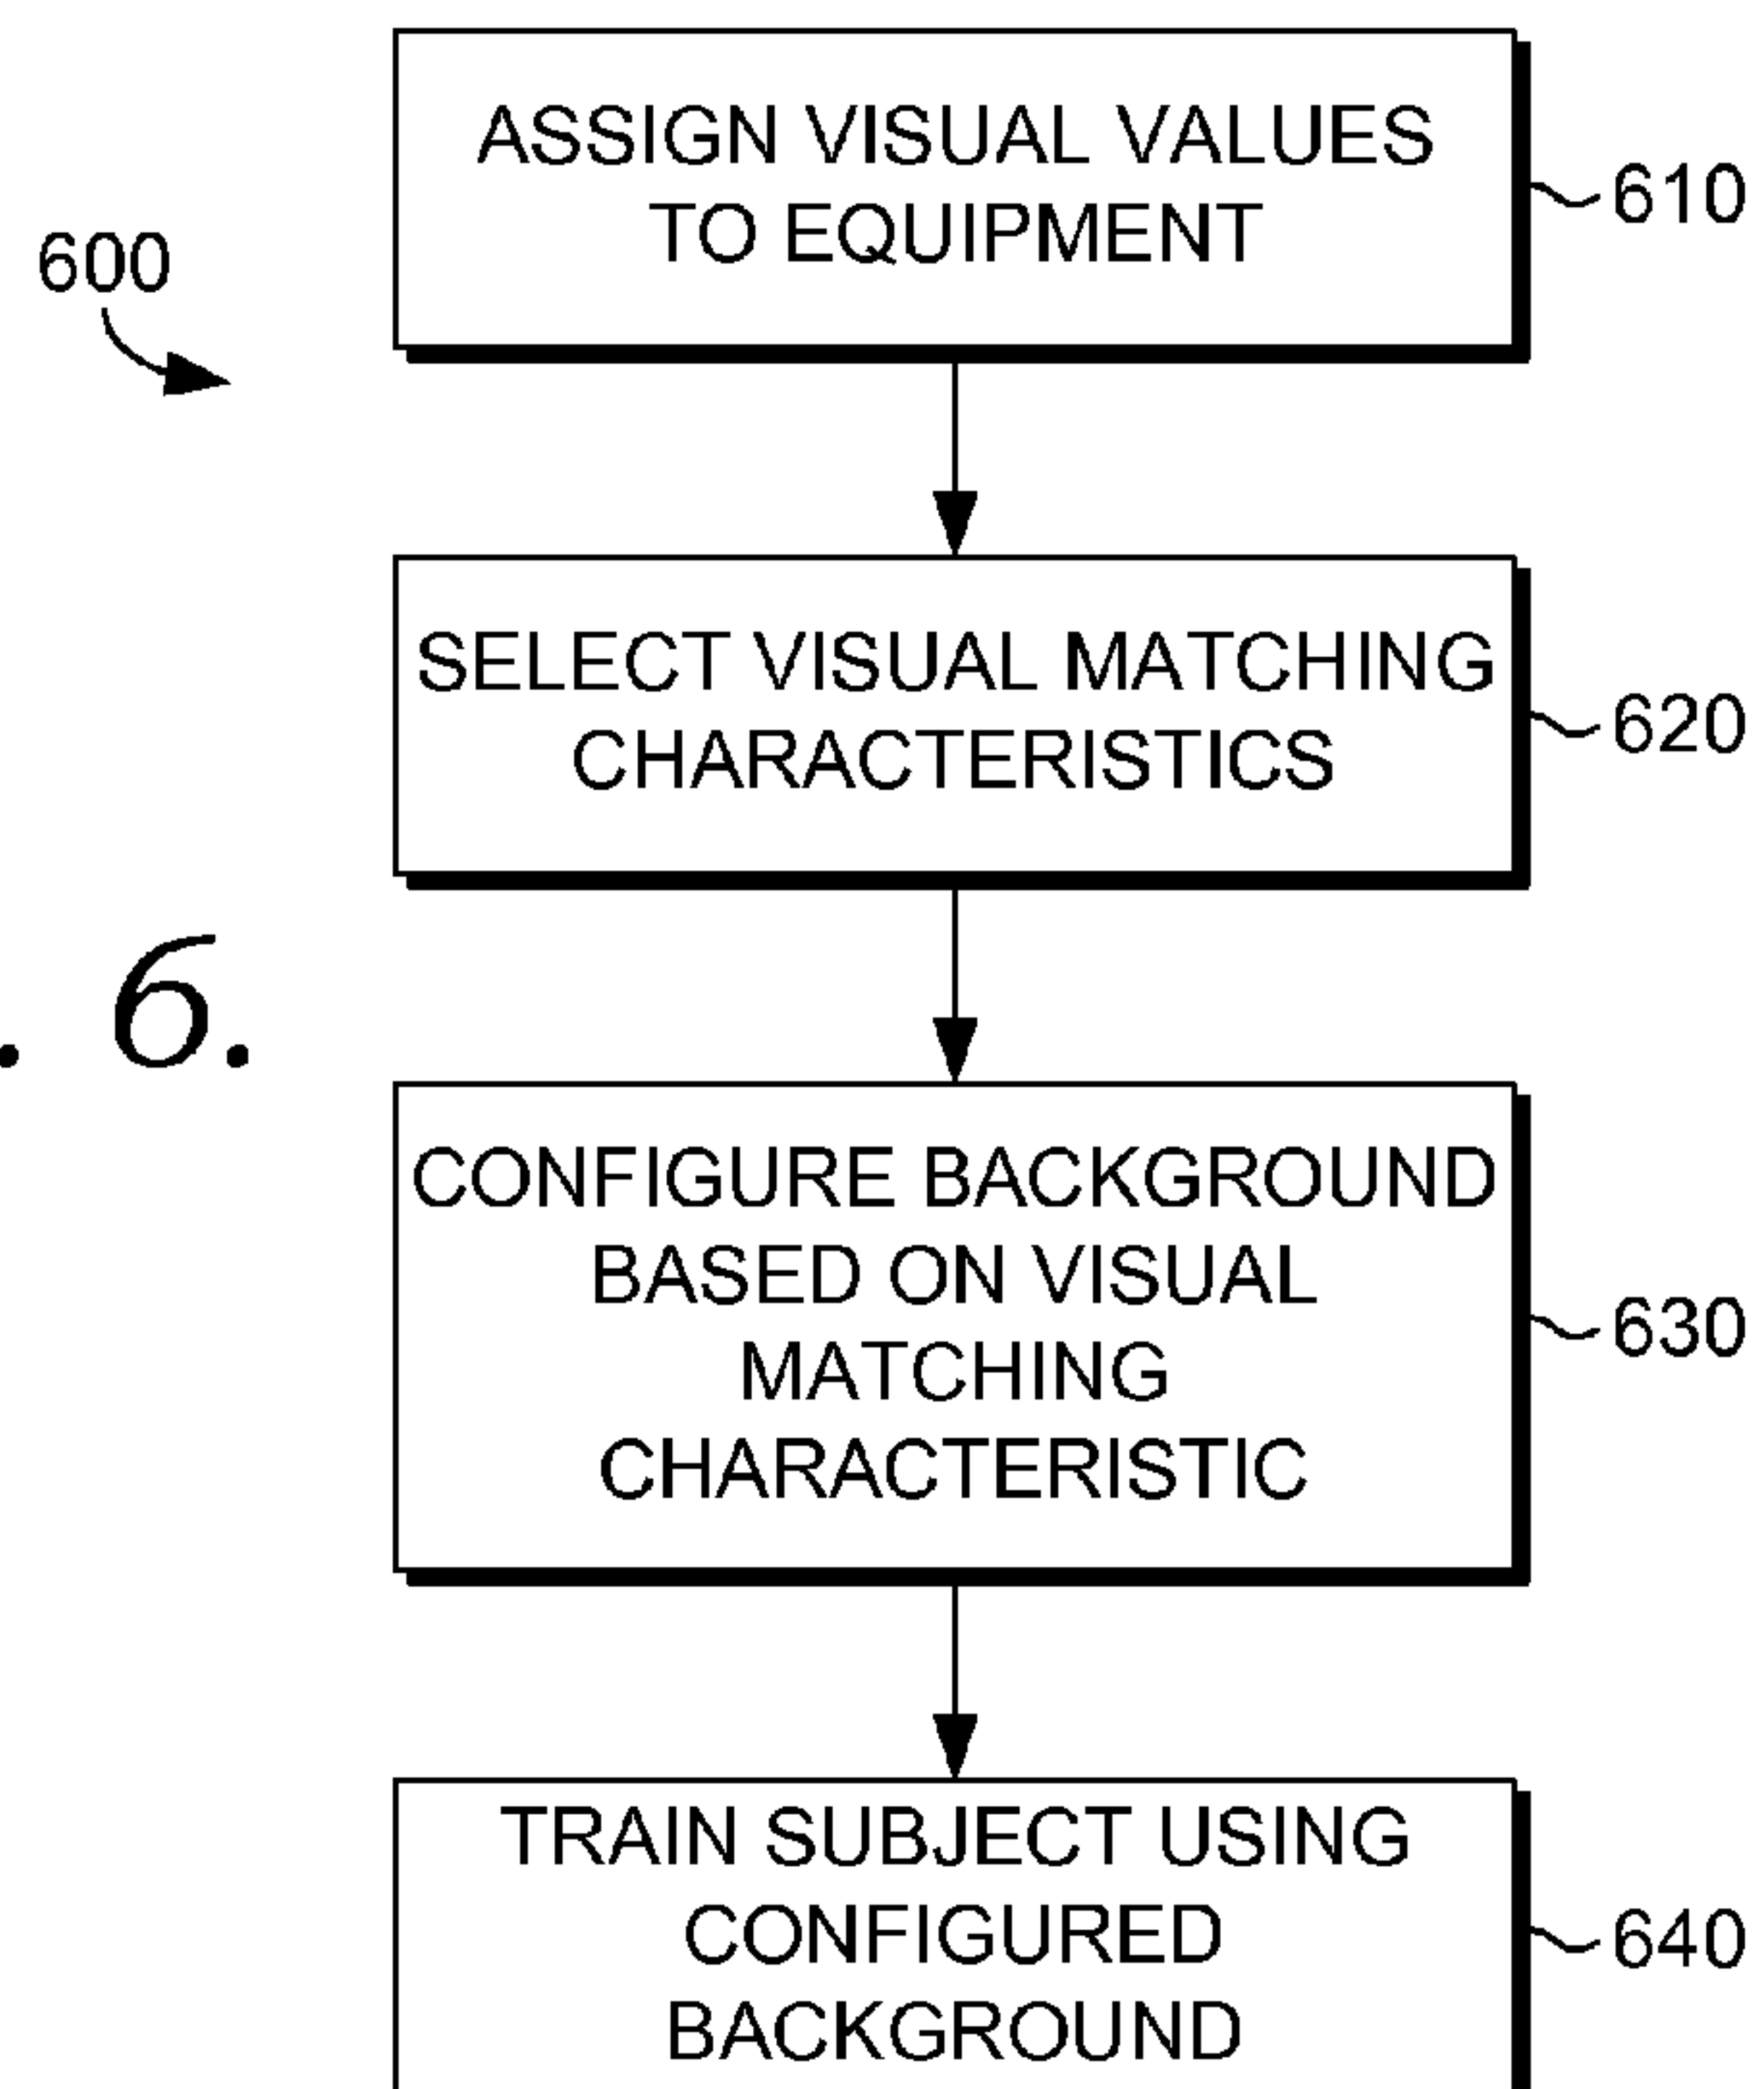 ASSIGN VISUAL VALUES
TO EQUIPMENT
610
600
SELECT VISUAL MATCHING
CHARACTERISTICS
620
. 6.
CONFIGURE BACKGROUND
BASED ON VISUAL
MATCHING
CHARACTERISTIC
630
TRAIN SUBJECT USING
CONFIGURED
BACKGROUND
640